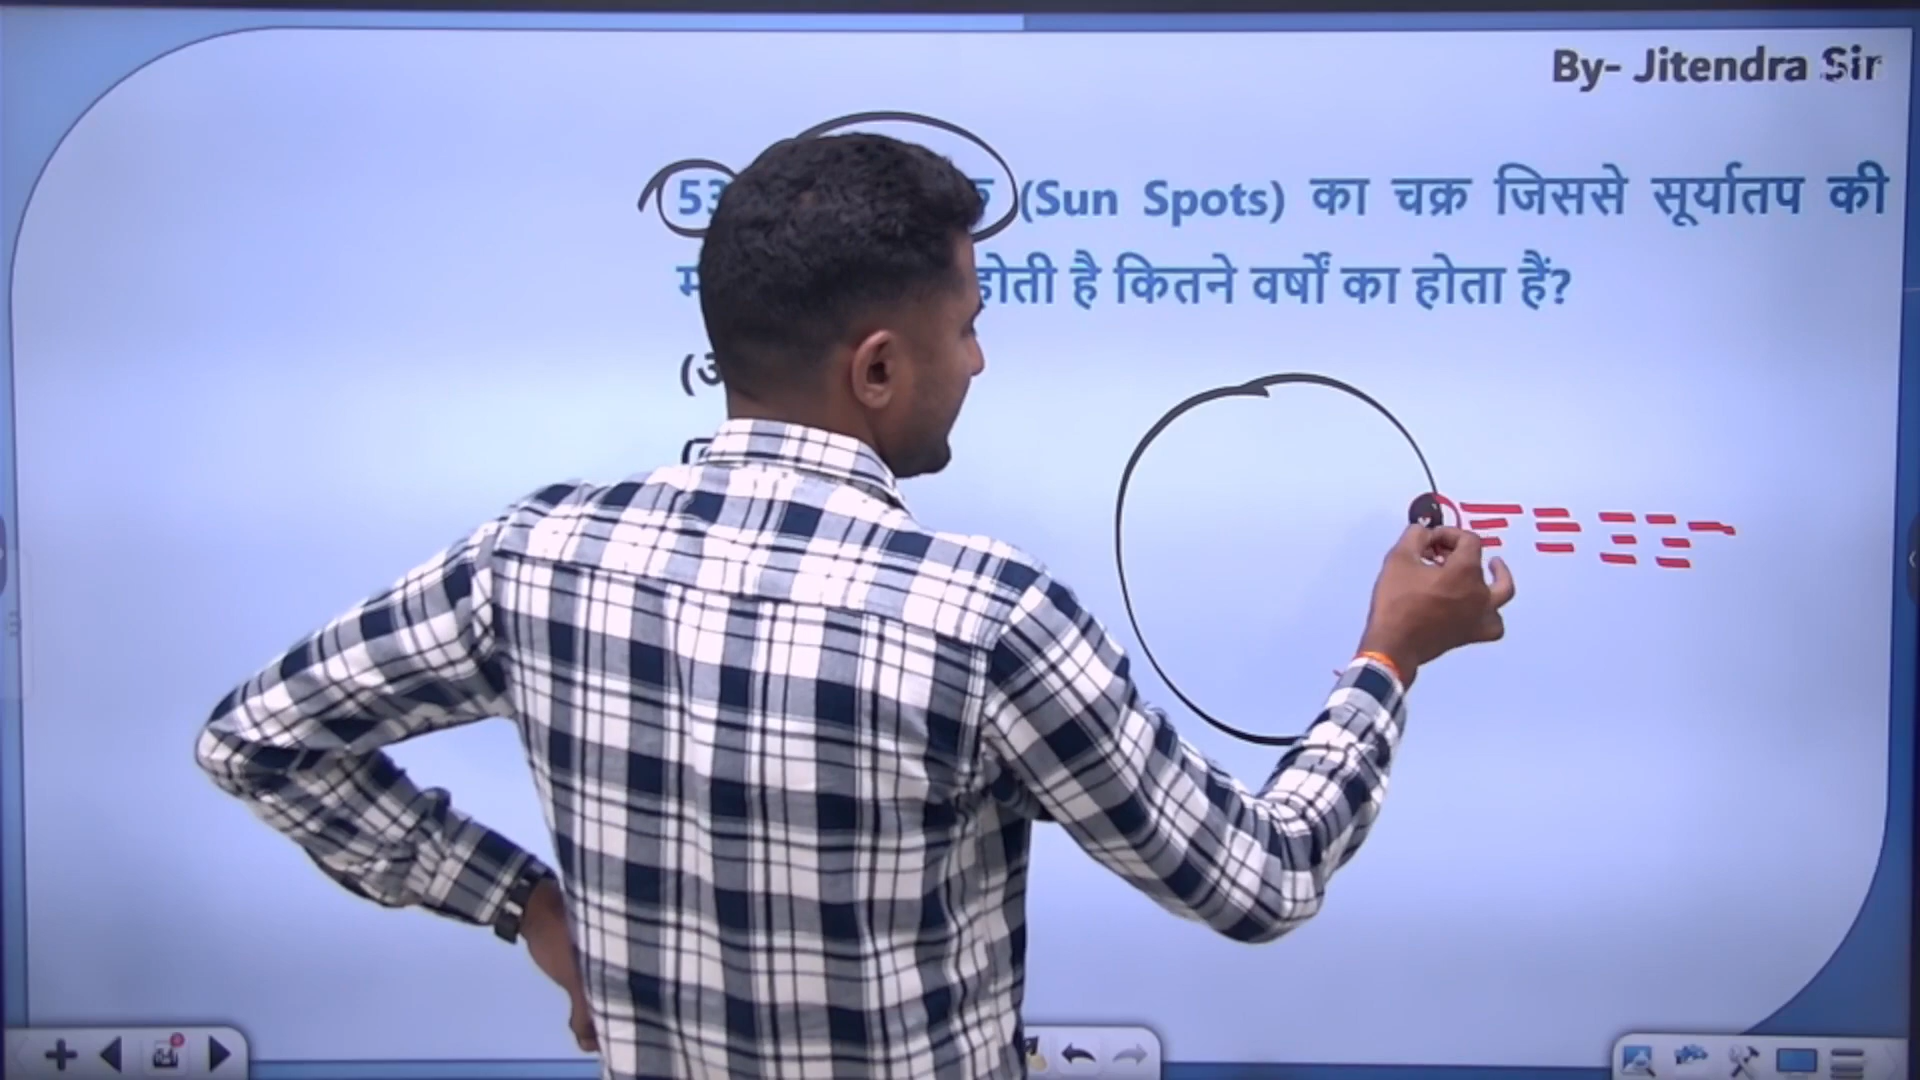 By- Jitendra Sir
53 (Sun Spots) का चक्र जिससे सूर्यातप की
होती है कितने वर्षों का होता हैं?